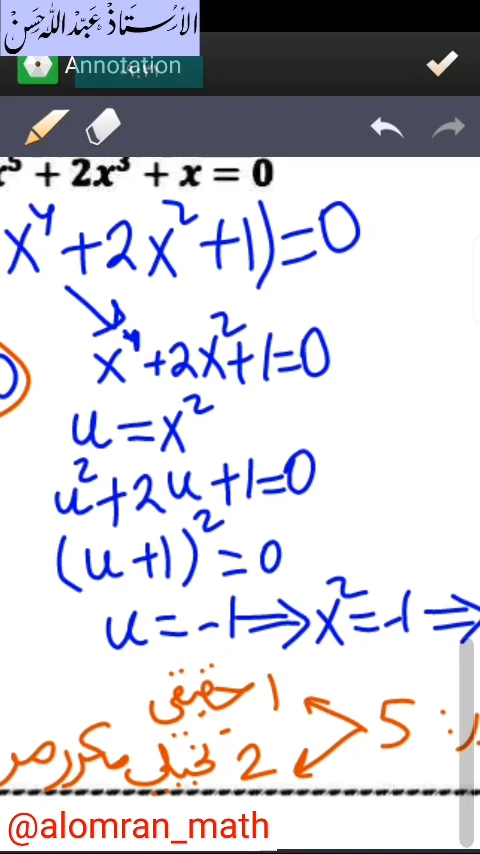 الأستاذ عبدالله حسن
Annotation
x⁵ + 2x³ + x = 0
x⁴ + 2x² + 1) = 0
x⁴ + 2x² + 1 = 0
0
u = x²
u² + 2u + 1 = 0
(u + 1)² = 0
u = -1 ⇒ x² = -1 ⇒
1 حقيقي
: 5
2 تخيلي مكرر
@alomran_math